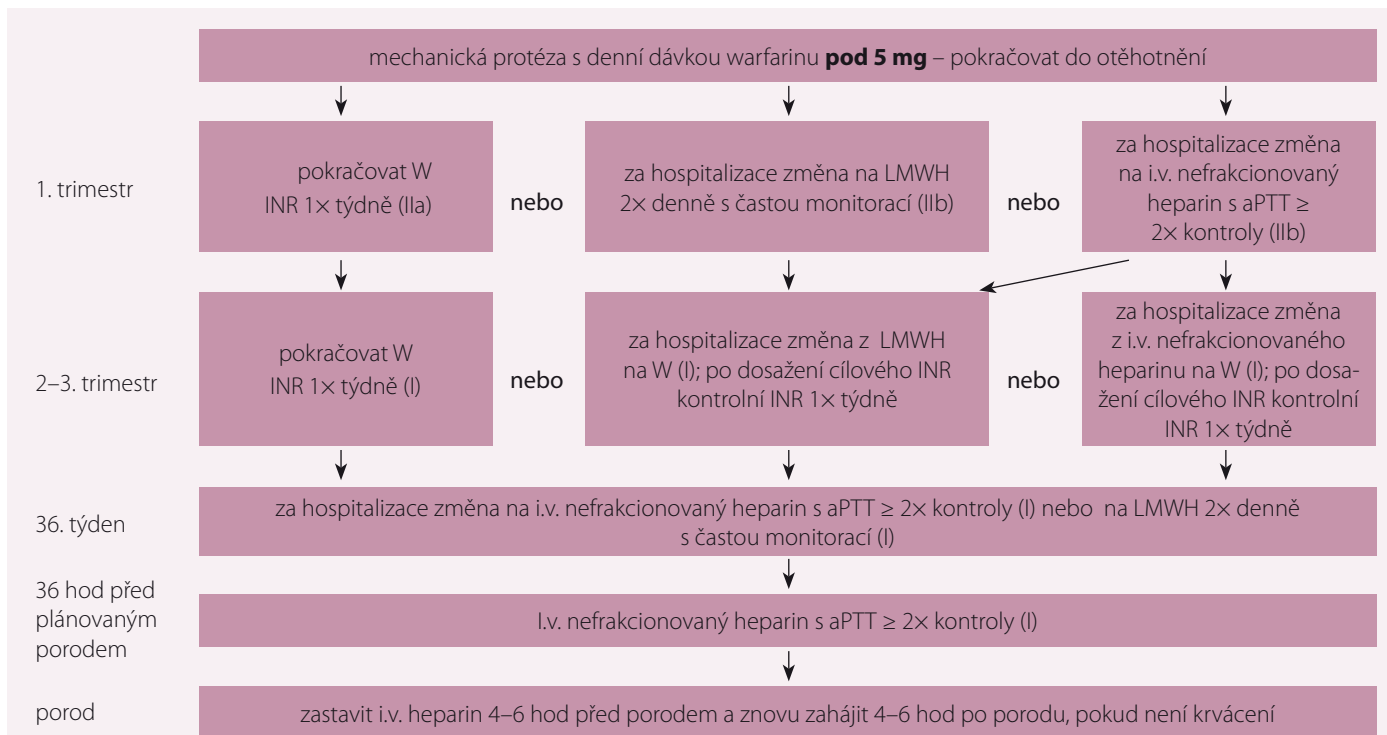 mechanická protéza s denní dávkou warfarinu pod 5 mg – pokračovat do otěhotnění
1. trimestr
pokračovat W
INR 1× týdně (IIa)
nebo
za hospitalizace změna na LMWH
2× denně s častou monitorací (IIb)
nebo
za hospitalizace změna
na i.v. nefrakcionovaný
heparin s aPTT ≥
2× kontroly (IIb)
2–3. trimestr
pokračovat W
INR 1× týdně (I)
nebo
za hospitalizace změna z LMWH
na W (I); po dosažení cílového INR
kontrolní INR 1× týdně
nebo
za hospitalizace změna
z i.v. nefrakcionovaného
heparinu na W (I); po dosa-
žení cílového INR kontrolní
INR 1× týdně
36. týden
za hospitalizace změna na i.v. nefrakcionovaný heparin s aPTT ≥ 2× kontroly (I) nebo na LMWH 2× denně
s častou monitorací (I)
36 hod před
plánovaným
porodem
I.v. nefrakcionovaný heparin s aPTT ≥ 2× kontroly (I)
porod
zastavit i.v. heparin 4–6 hod před porodem a znovu zahájit 4–6 hod po porodu, pokud není krvácení